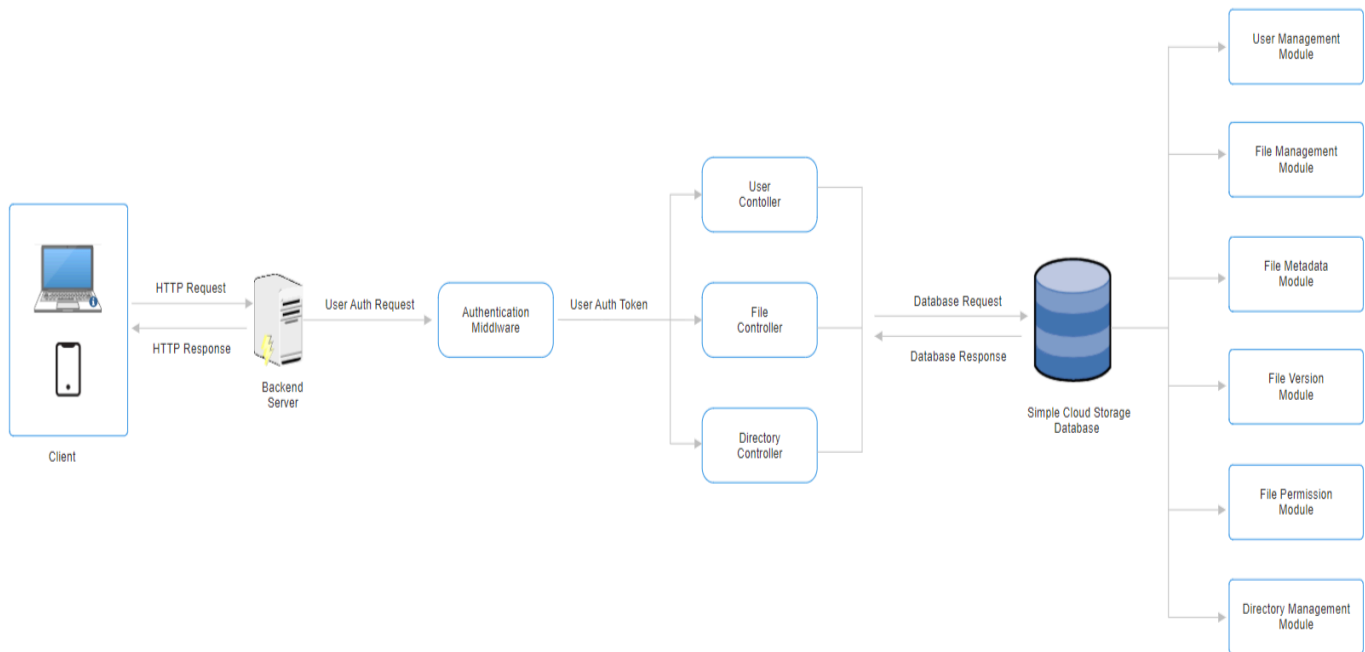 User Management
Module
File Management
Module
User
Contoller
File Metadata
Module
HTTP Request
HTTP Response
User Auth Request
Authentication
Middlware
User Auth Token
File
Controller
Database Request
Database Response
Backend
Server
File Version
Module
Simple Cloud Storage
Database
Directory
Controller
Client
File Permission
Module
Directory Management
Module